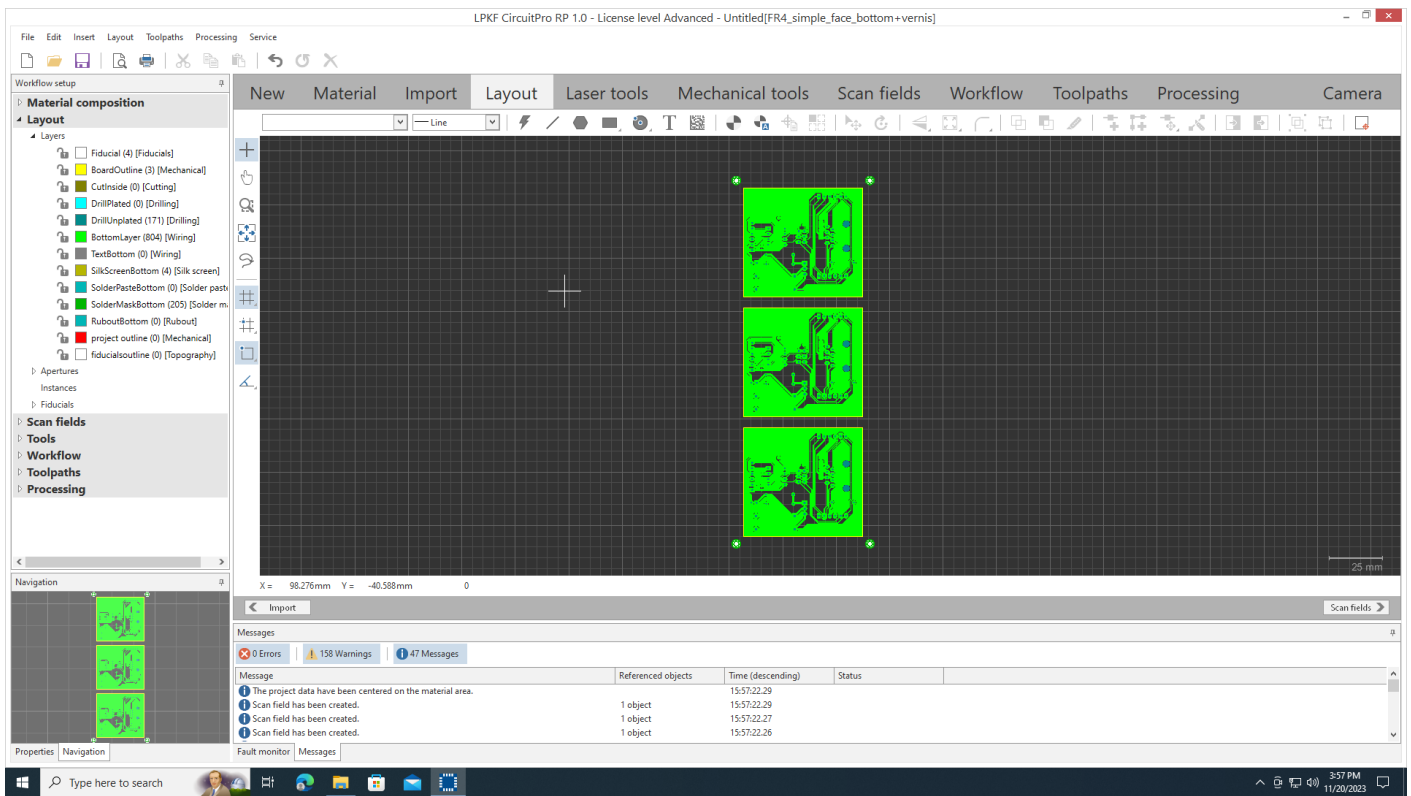 LPKF CircuitPro RP 1.0 - License level Advanced - Untitled[FR4_simple_face_bottom+vernis]
File Edit Insert Layout Toolpaths Processing Service
Workflow setup
Material composition
Layout
Layers
Fiducial (4) [Fiducials]
BoardOutline (3) [Mechanical]
CutInside (0) [Cutting]
DrillPlated (0) [Drilling]
DrillUnplated (171) [Drilling]
BottomLayer (804) [Wiring]
TextBottom (0) [Wiring]
SilkScreenBottom (4) [Silk screen]
SolderPasteBottom (0) [Solder paste
SolderMaskBottom (205) [Solder m
RuboutBottom (0) [Rubout]
project outline (0) [Mechanical]
fiducialsoutline (0) [Topography]
Apertures
Instances
Fiducials
Scan fields
Tools
Workflow
Toolpaths
Processing
New Material Import Layout Laser tools Mechanical tools Scan fields Workflow Toolpaths Processing Camera
Line
T
25 mm
X = 98.276mm Y = -40.588mm 0
Import
Scan fields
Navigation
Properties Navigation
Messages
0 Errors 158 Warnings 47 Messages
Message Referenced objects Time (descending) Status
The project data have been centered on the material area. 15:57:22.29
Scan field has been created. 1 object 15:57:22.29
Scan field has been created. 1 object 15:57:22.27
Scan field has been created. 1 object 15:57:22.26
Fault monitor Messages
Type here to search
3:57 PM
11/20/2023